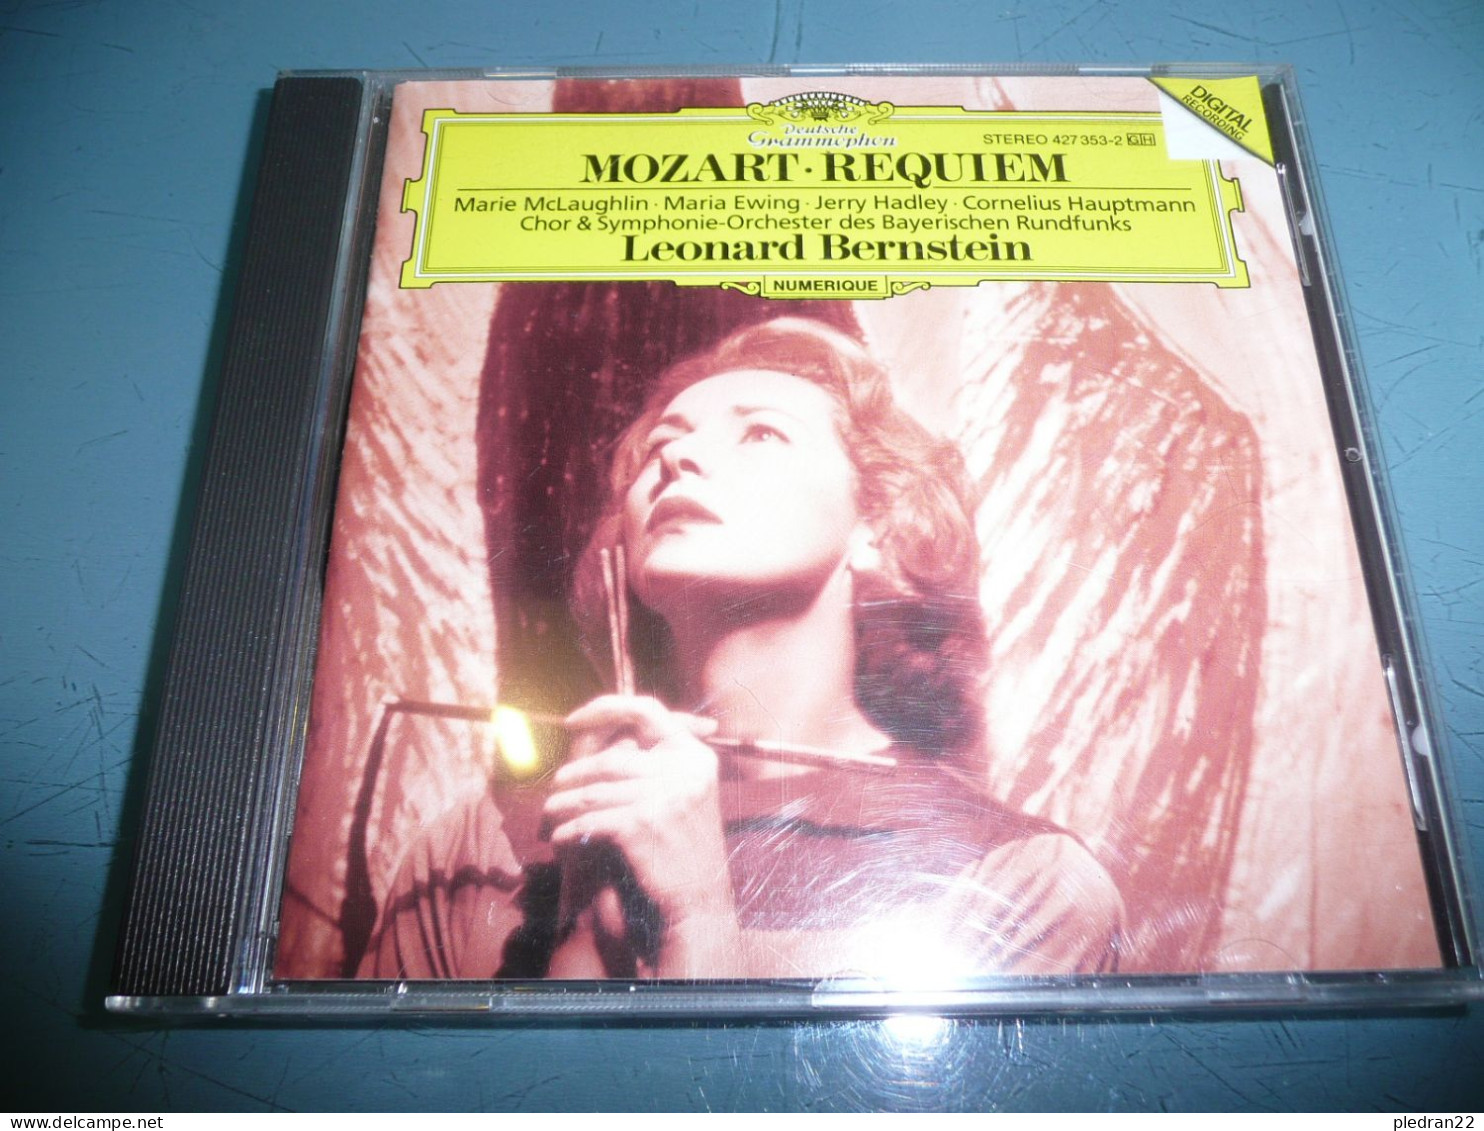 Deutsche
Grammophon
STEREO 427 353-2 GH
DIGITAL
RECORDING
MOZART · REQUIEM
Marie McLaughlin · Maria Ewing · Jerry Hadley · Cornelius Hauptmann
Chor & Symphonie-Orchester des Bayerischen Rundfunks
Leonard Bernstein
NUMERIQUE
delcampe.net
pledran22